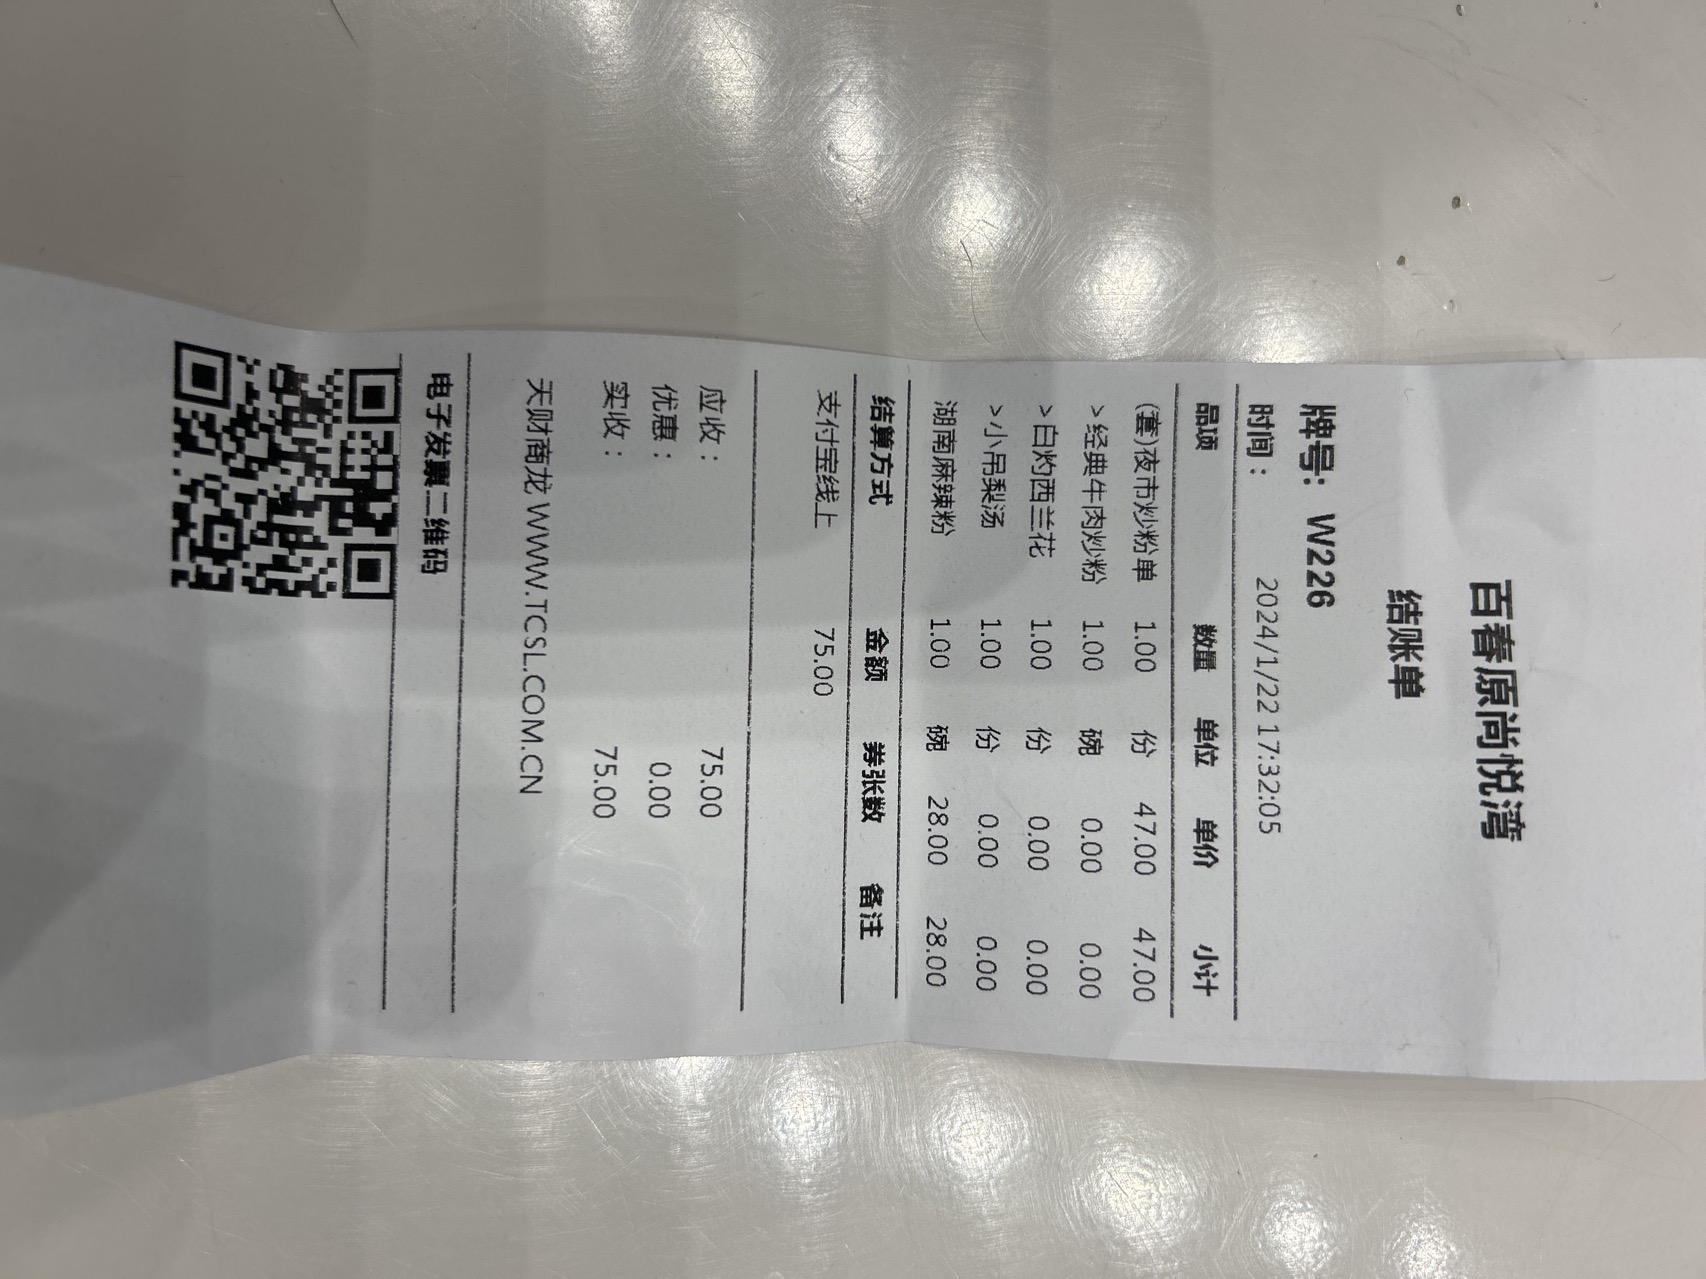 百春原尚悦湾
结账单
牌号: W226
时间： 2024/1/22 17:32:05
品项 数量 单位 单价 小计
(套)夜市炒粉单 1.00 份 47.00 47.00
>经典牛肉炒粉 1.00 碗 0.00 0.00
>白灼西兰花 1.00 份 0.00 0.00
>小吊梨汤 1.00 份 0.00 0.00
湖南麻辣粉 1.00 碗 28.00 28.00
结算方式 金额 券张数 备注
支付宝线上 75.00
应收： 75.00
优惠： 0.00
实收： 75.00
天财商龙 WWW.TCSL.COM.CN
电子发票二维码